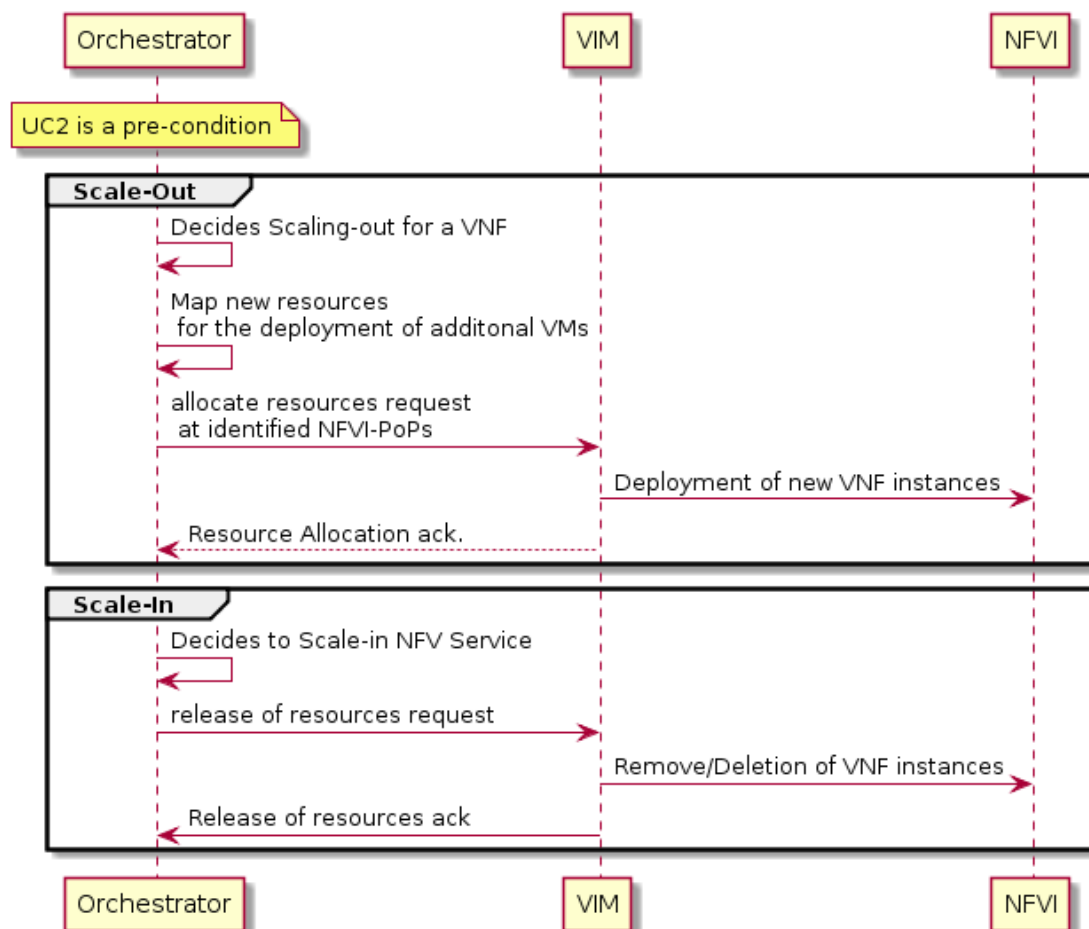 Orchestrator
VIM
NFVI
UC2 is a pre-condition
Scale-Out
Decides Scaling-out for a VNF
Map new resources
for the deployment of additonal VMs
allocate resources request
at identified NFVI-PoPs
Deployment of new VNF instances
Resource Allocation ack.
Scale-In
Decides to Scale-in NFV Service
release of resources request
Remove/Deletion of VNF instances
Release of resources ack
Orchestrator
VIM
NFVI